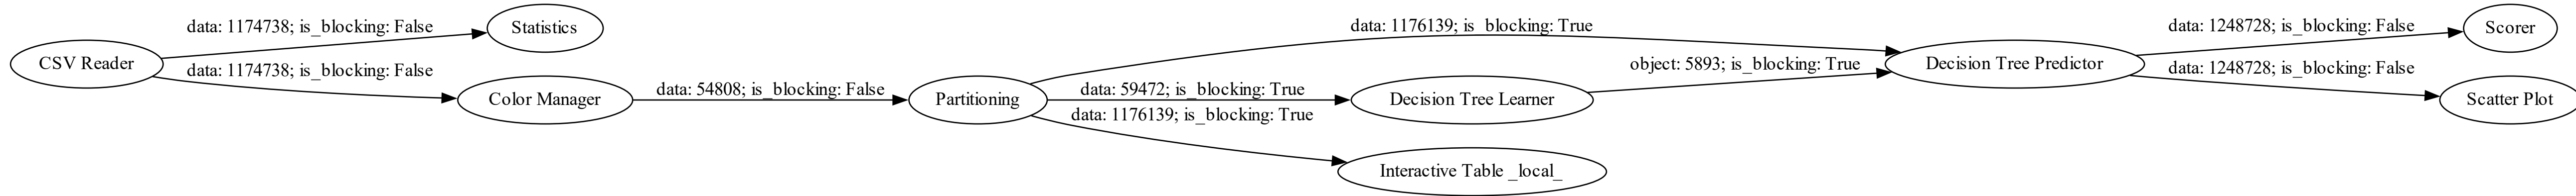 CSV Reader
data: 1174738; is_blocking: False
data: 1174738; is_blocking: False
Statistics
Color Manager
data: 54808; is_blocking: False
Partitioning
data: 1176139; is_blocking: True
data: 59472; is_blocking: True
data: 1176139; is_blocking: True
Decision Tree Learner
Interactive Table _local_
object: 5893; is_blocking: True
Decision Tree Predictor
data: 1248728; is_blocking: False
data: 1248728; is_blocking: False
Scorer
Scatter Plot